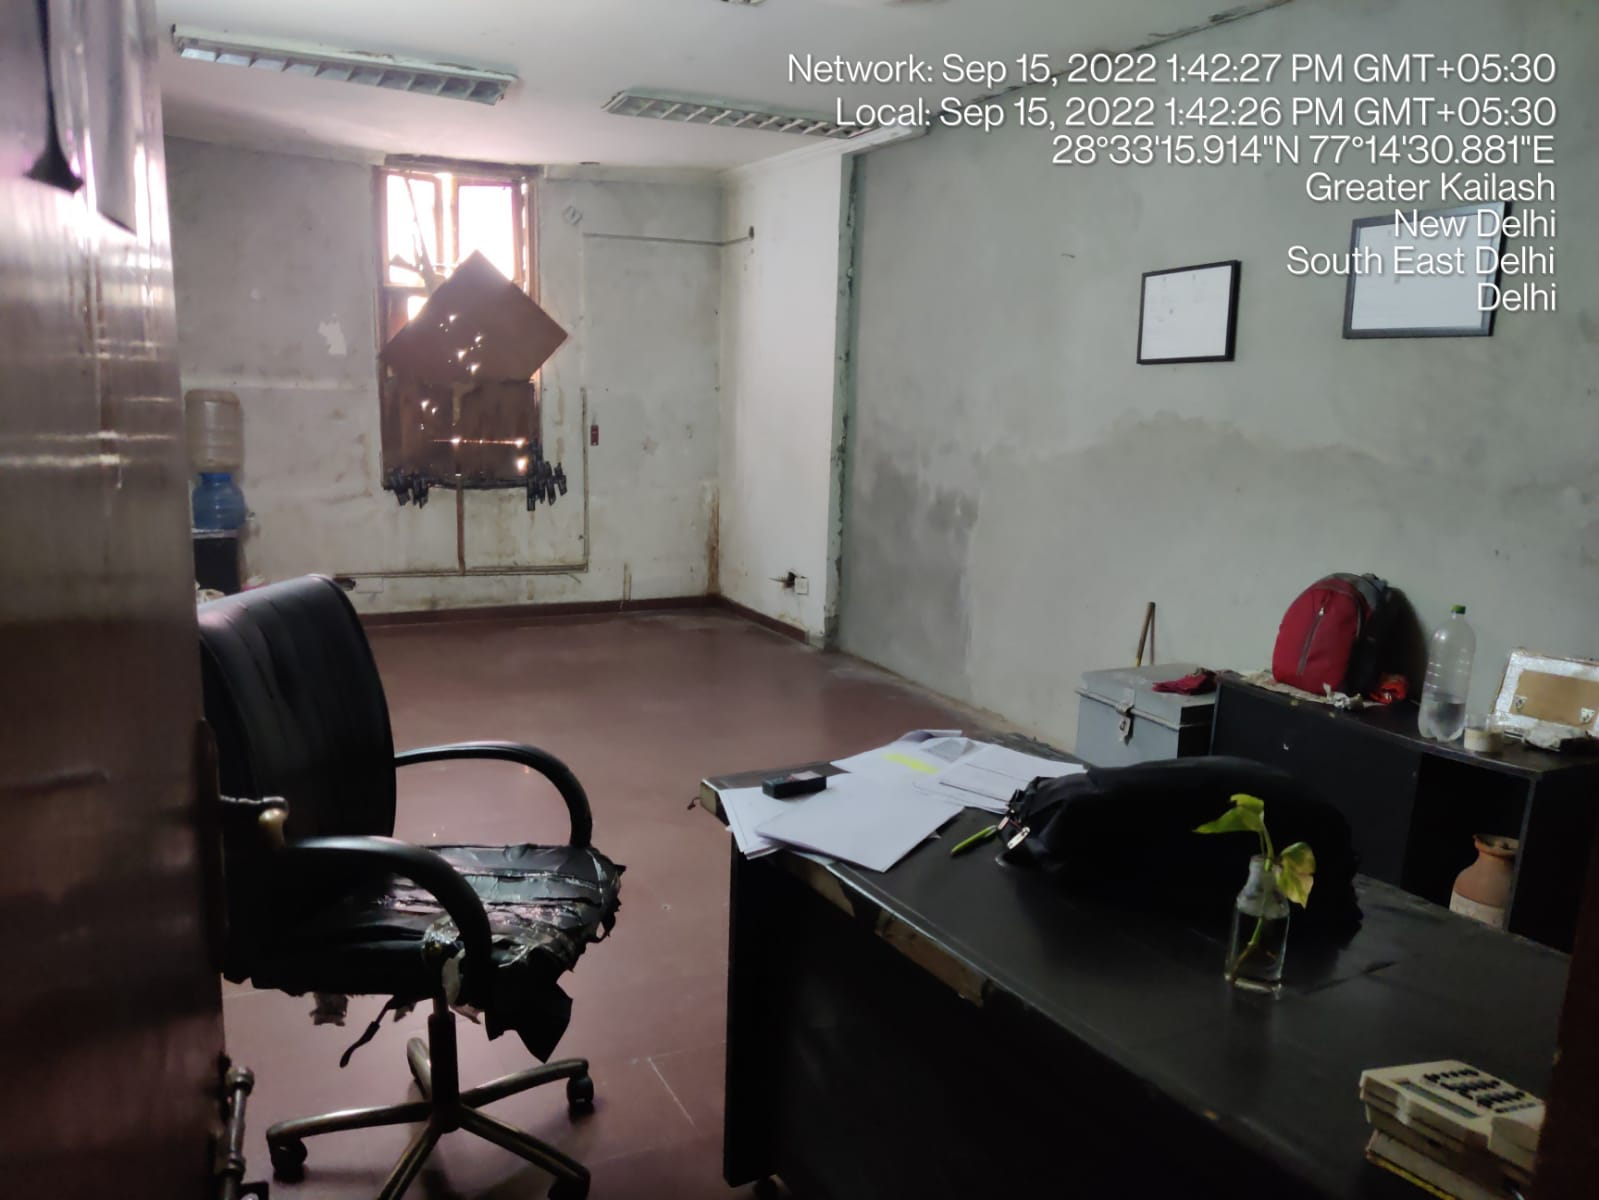 Network: Sep 15, 2022 1:42:27 PM GMT+05:30
Local: Sep 15, 2022 1:42:26 PM GMT+05:30
28°33'15.914"N 77°14'30.881"E
Greater Kailash
New Delhi
South East Delhi
Delhi